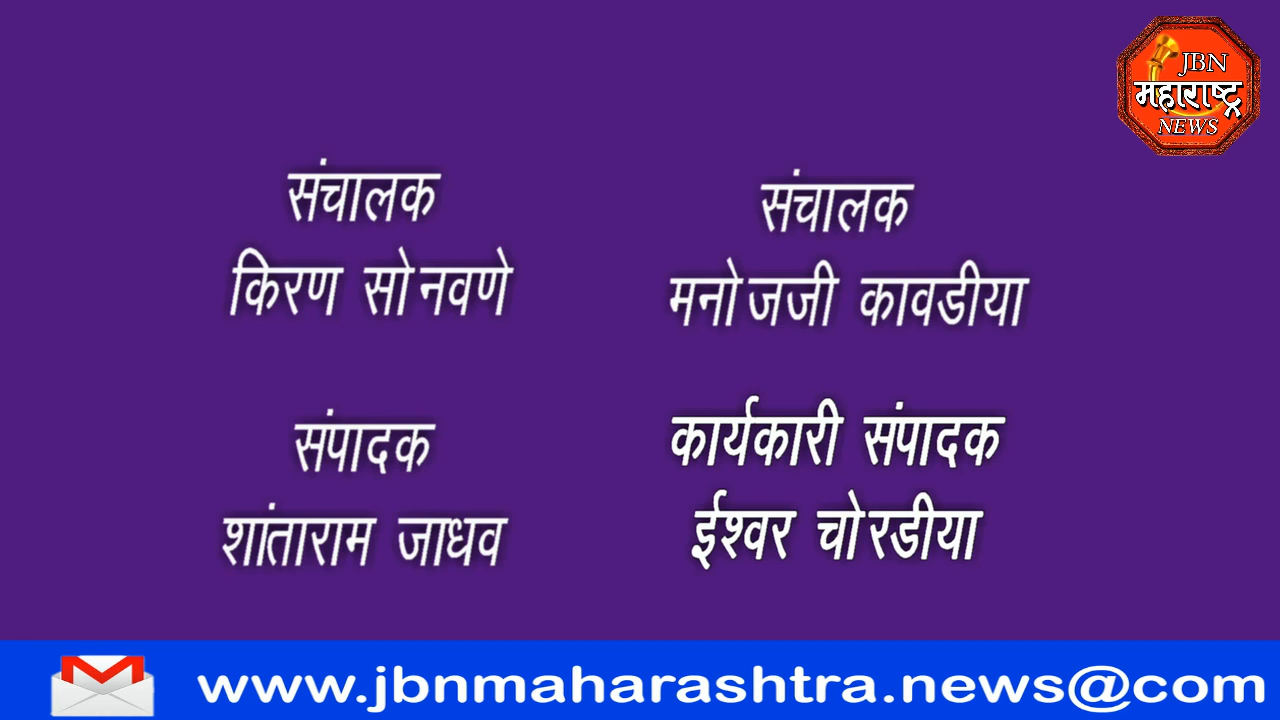 JBN
महाराष्ट्र
NEWS
संचालक
किरण सोनवणे
संचालक
मनोजजी कावडीया
संपादक
शांताराम जाधव
कार्यकारी संपादक
ईश्वर चोरडीया
www.jbnmaharashtra.news@com